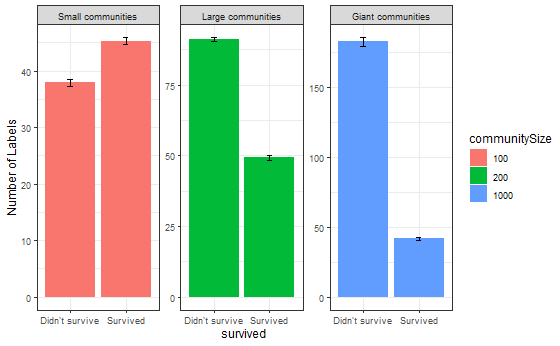 Small communities
Large communities
Giant communities
Number of Labels
40
30
20
10
0
75
50
25
0
150
100
50
0
Didn't survive Survived
Didn't survive Survived
Didn't survive Survived
survived
communitySize
100
200
1000